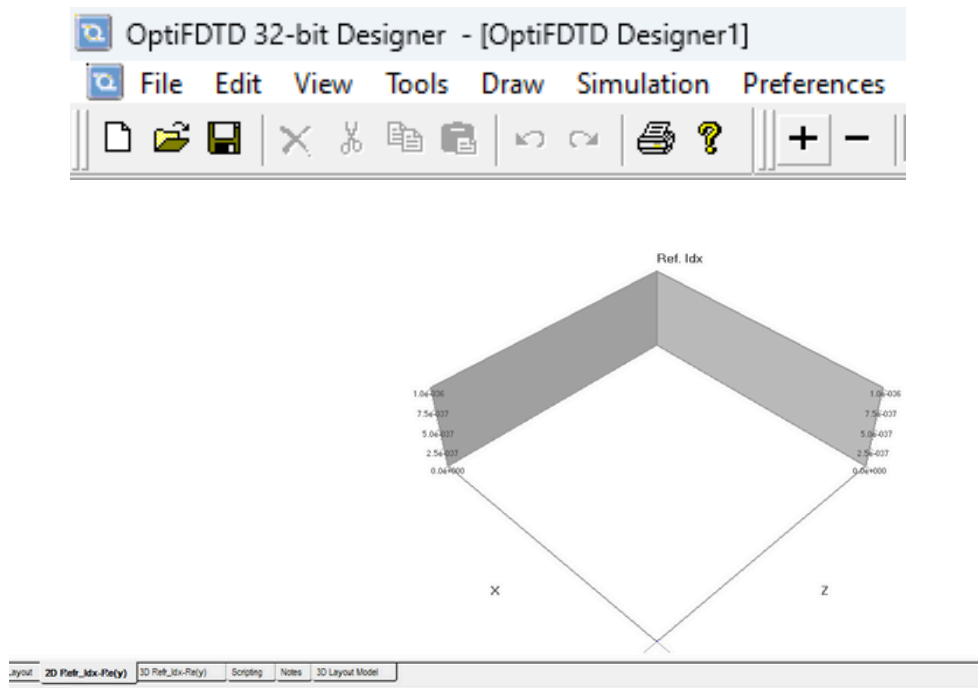 OptiFDTD 32-bit Designer - [OptiFDTD Designer1]
File Edit View Tools Draw Simulation Preferences
Ref. Idx
1.0e-036 1.0e-036
7.5e-037 7.5e-037
5.0e-037 5.0e-037
2.5e-037 2.5e-037
0.0e+000 0.0e+000
X Z
ayout 2D Refr_Idx-Re(y) 3D Refr_Idx-Re(y) Scripting Notes 3D Layout Model